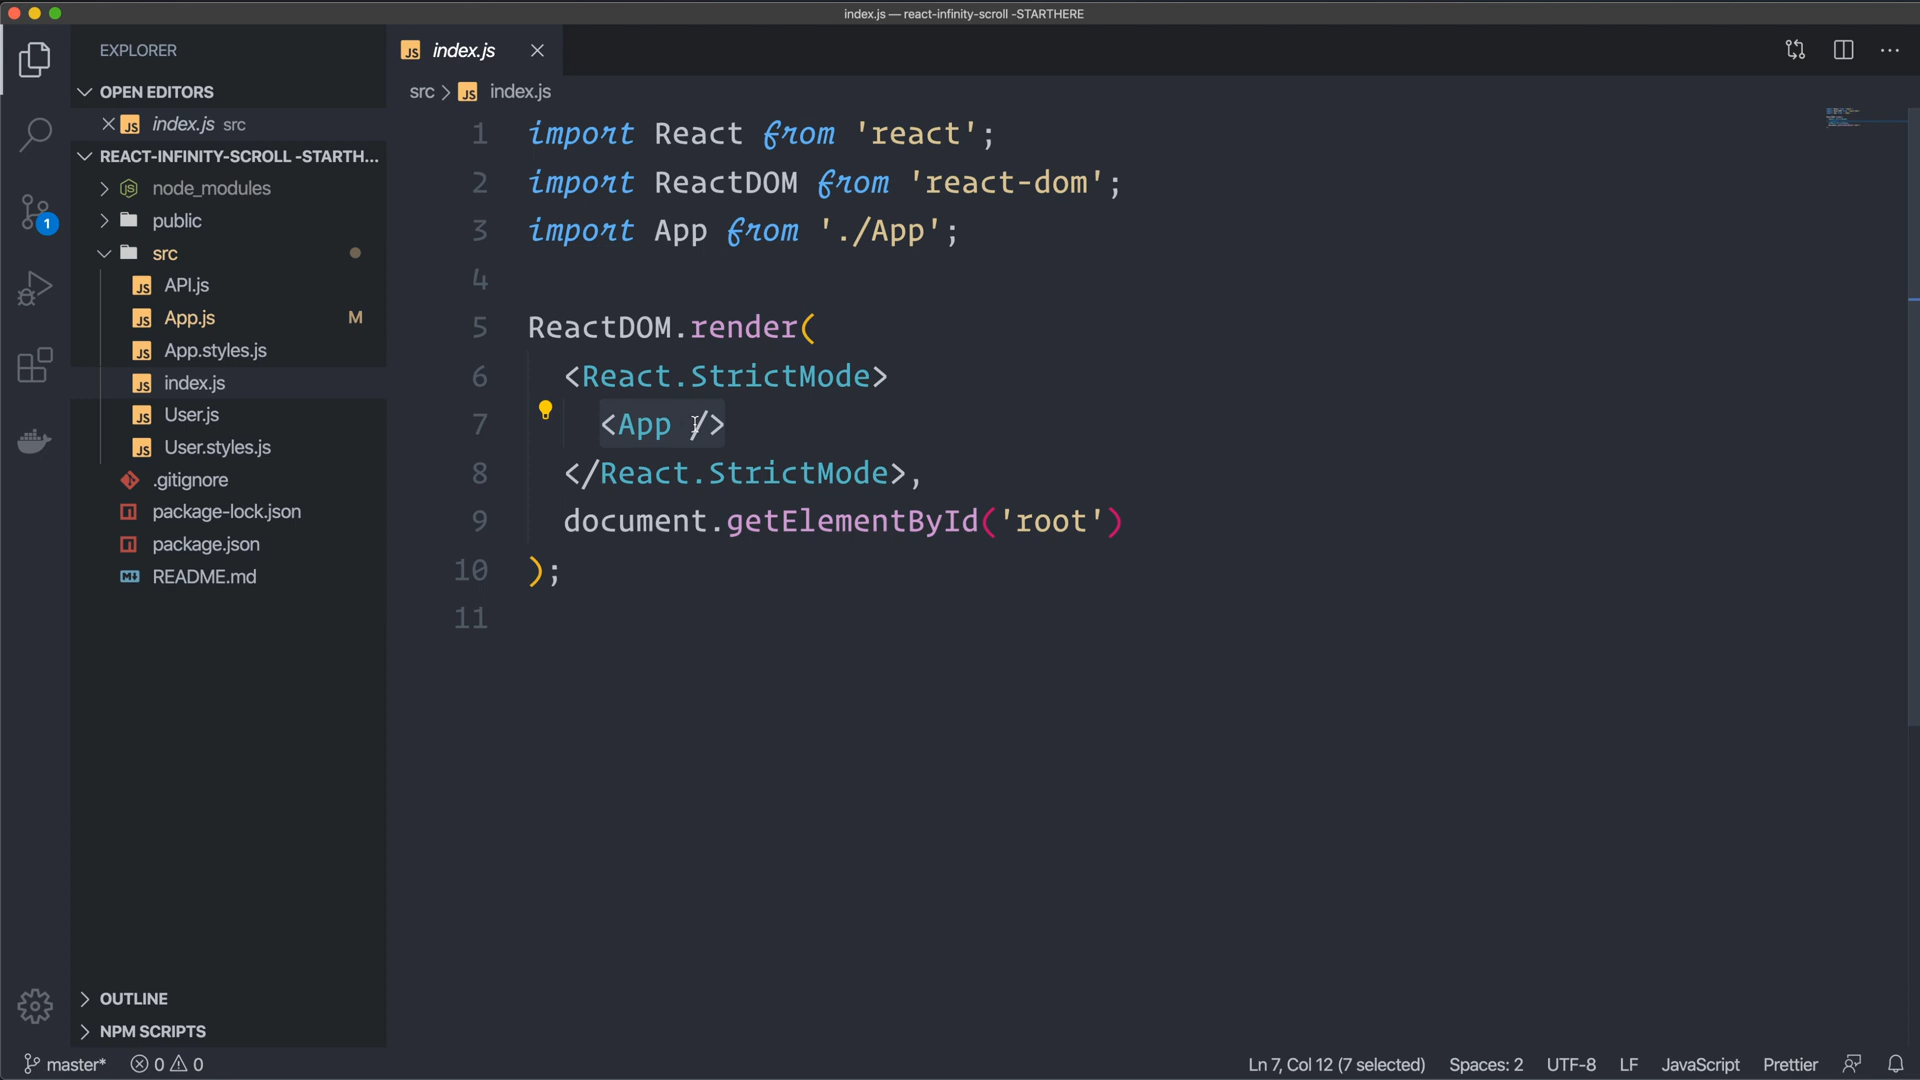 index.js — react-infinity-scroll -STARTHERE
EXPLORER
OPEN EDITORS
JS index.js src
REACT-INFINITY-SCROLL -STARTH...
node_modules
public
src
JS API.js
JS App.js M
JS App.styles.js
JS index.js
JS User.js
JS User.styles.js
.gitignore
package-lock.json
package.json
README.md
OUTLINE
NPM SCRIPTS
1
JS index.js
src > JS index.js
1 import React from 'react';
2 import ReactDOM from 'react-dom';
3 import App from './App';
4
5 ReactDOM.render(
6 <React.StrictMode>
7 <App />
8 </React.StrictMode>,
9 document.getElementById('root')
10 );
11
master* 0 0 Ln 7, Col 12 (7 selected) Spaces: 2 UTF-8 LF JavaScript Prettier